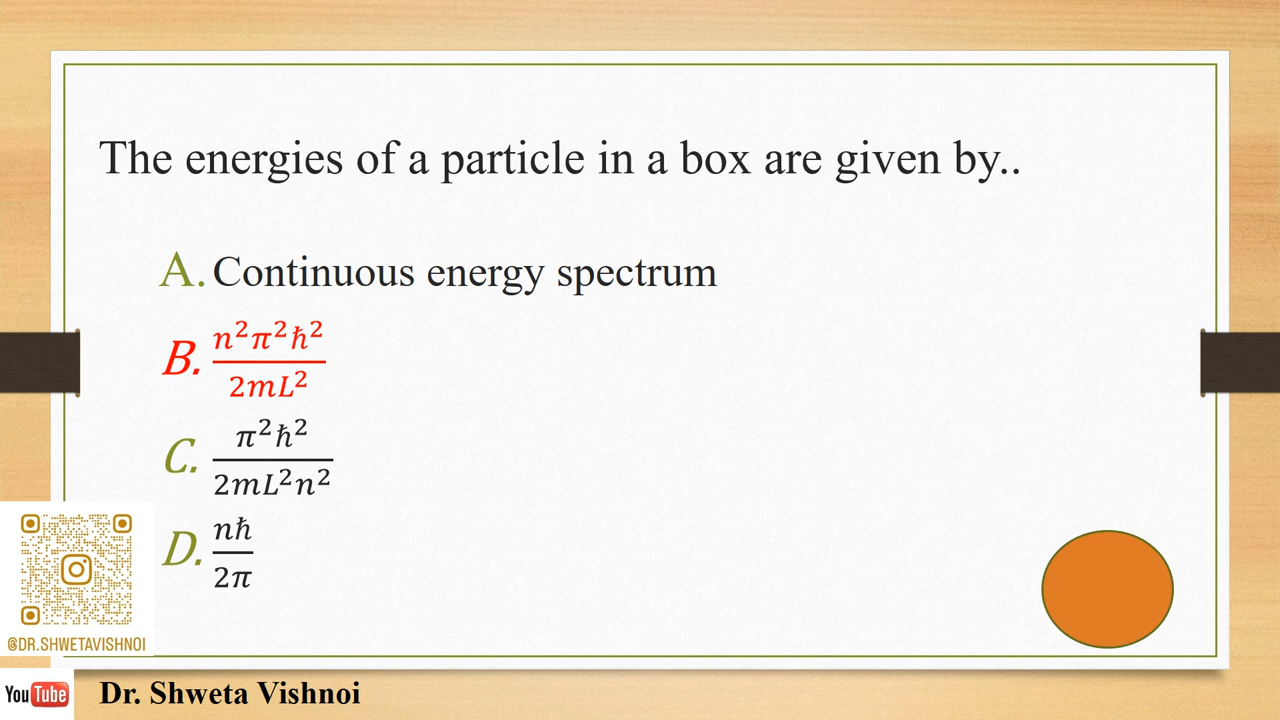 The energies of a particle in a box are given by..
A. Continuous energy spectrum
B. n²π²ℏ² / 2mL²
C. π²ℏ² / 2mL²n²
D. nℏ / 2π
@DR.SHWETAVISHNOI
YouTube Dr. Shweta Vishnoi